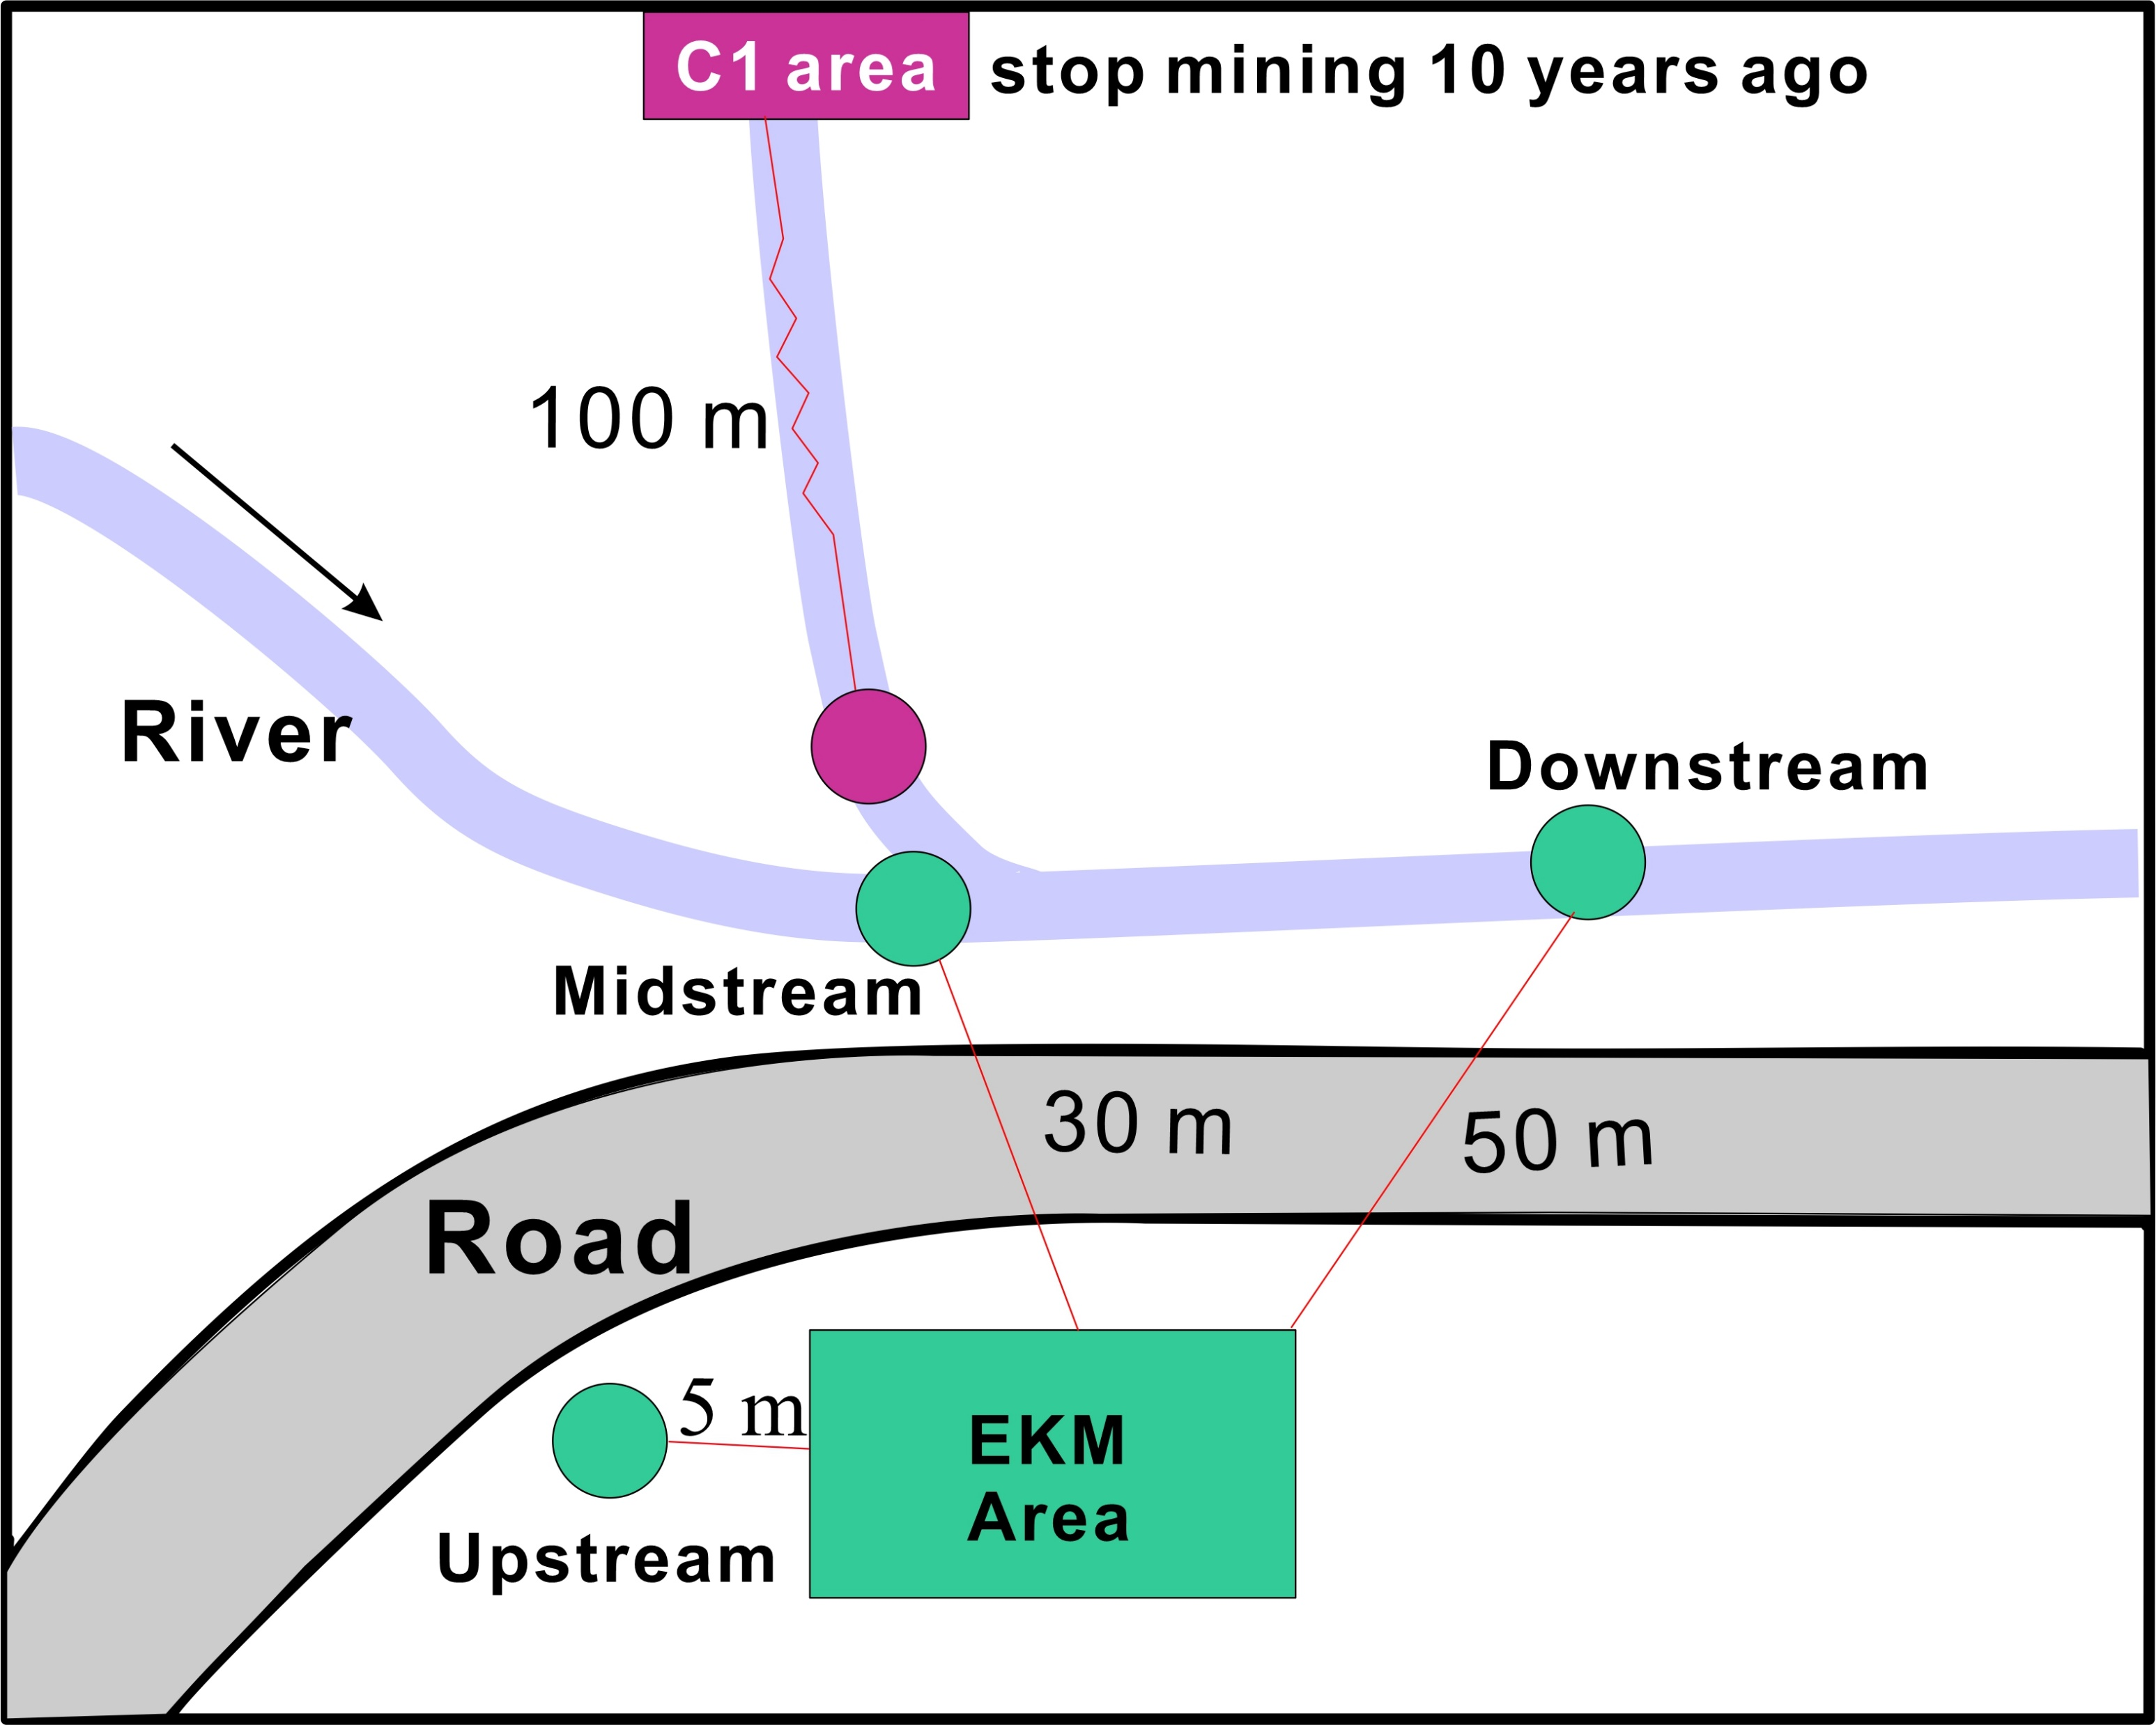 C1 area stop mining 10 years ago
100 m
River
Downstream
Midstream
30 m
50 m
Road
5 m
EKM
Area
Upstream